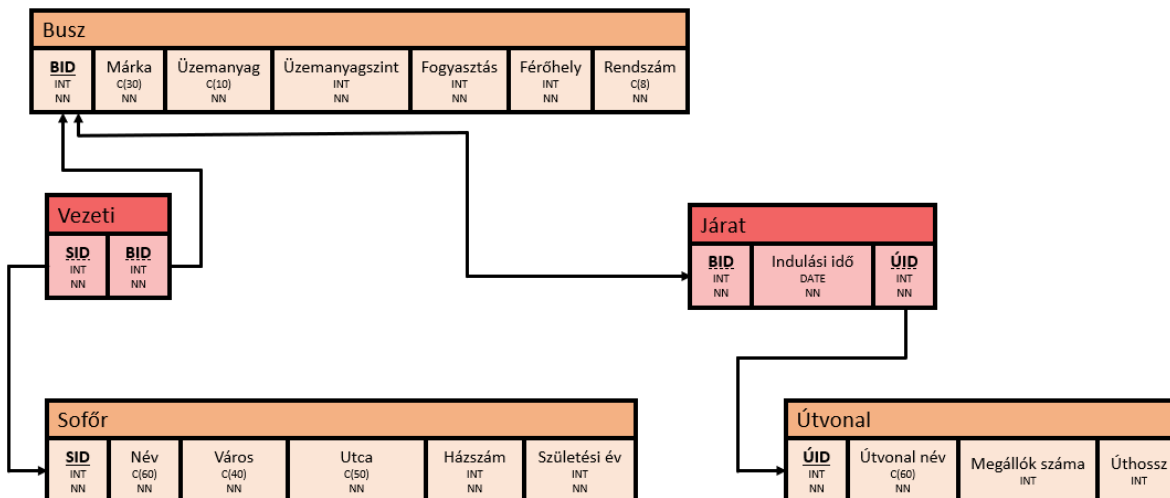 Busz
BID Márka Üzemanyag Üzemanyagszint Fogyasztás Férőhely Rendszám
INT C(30) C(10) INT INT INT C(8)
NN NN NN NN NN NN NN
Vezeti
SID BID
INT INT
NN NN
Járat
BID Indulási idő ÚID
INT DATE INT
NN NN NN
Sofőr
SID Név Város Utca Házszám Születési év
INT C(60) C(40) C(50) INT INT
NN NN NN NN NN NN
Útvonal
ÚID Útvonal név Megállók száma Úthossz
INT C(60) INT INT
NN NN